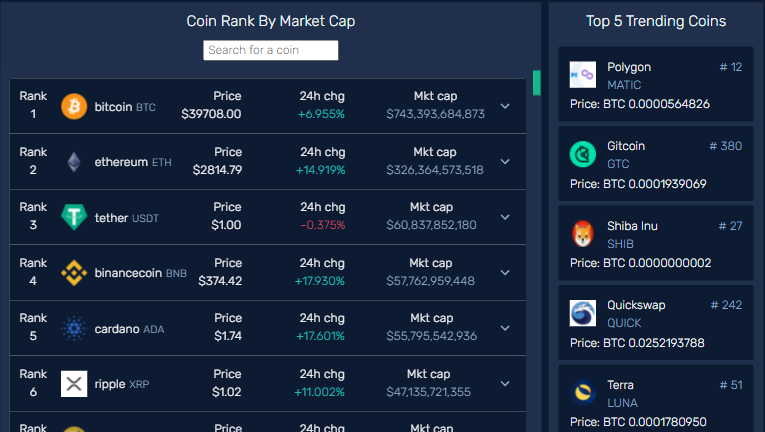 Coin Rank By Market Cap
Search for a coin
Rank Price 24h chg Mkt cap
1 bitcoin BTC $39708.00 +6.955% $743,393,684,873
Rank Price 24h chg Mkt cap
2 ethereum ETH $2814.79 +14.919% $326,364,573,518
Rank Price 24h chg Mkt cap
3 tether USDT $1.00 -0.375% $60,837,852,180
Rank Price 24h chg Mkt cap
4 binancecoin BNB $374.42 +17.930% $57,762,959,448
Rank Price 24h chg Mkt cap
5 cardano ADA $1.74 +17.601% $55,795,542,936
Rank Price 24h chg Mkt cap
6 ripple XRP $1.02 +11.002% $47,135,721,355
Rank Price 24h chg Mkt cap
Top 5 Trending Coins
Polygon # 12
MATIC
Price: BTC 0.0000564826
Gitcoin # 380
GTC
Price: BTC 0.0001939069
Shiba Inu # 27
SHIB
Price: BTC 0.0000000002
Quickswap # 242
QUICK
Price: BTC 0.0252193788
Terra # 51
LUNA
Price: BTC 0.0001780950